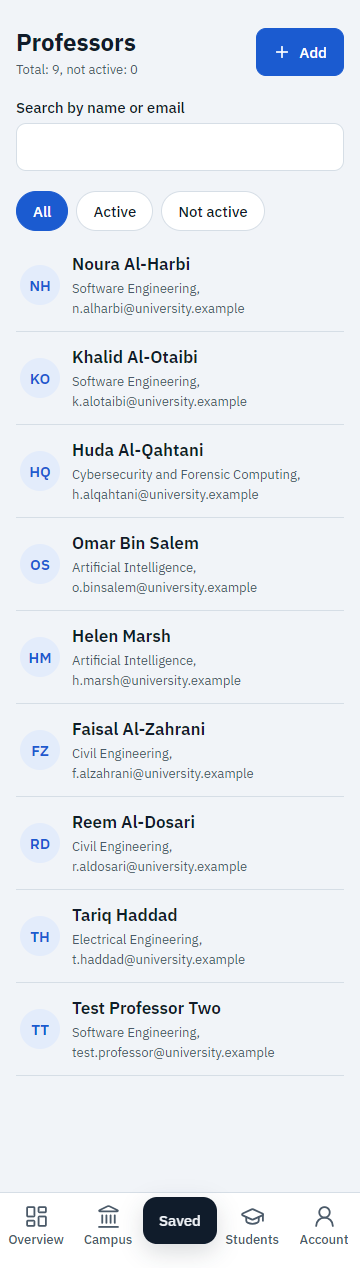 Professors
Total: 9, not active: 0
Add
Search by name or email
All
Active
Not active
NH
Noura Al-Harbi
Software Engineering,
n.alharbi@university.example
KO
Khalid Al-Otaibi
Software Engineering,
k.alotaibi@university.example
HQ
Huda Al-Qahtani
Cybersecurity and Forensic Computing,
h.alqahtani@university.example
OS
Omar Bin Salem
Artificial Intelligence,
o.binsalem@university.example
HM
Helen Marsh
Artificial Intelligence,
h.marsh@university.example
FZ
Faisal Al-Zahrani
Civil Engineering,
f.alzahrani@university.example
RD
Reem Al-Dosari
Civil Engineering,
r.aldosari@university.example
TH
Tariq Haddad
Electrical Engineering,
t.haddad@university.example
TT
Test Professor Two
Software Engineering,
test.professor@university.example
Overview
Campus
Saved
Students
Account